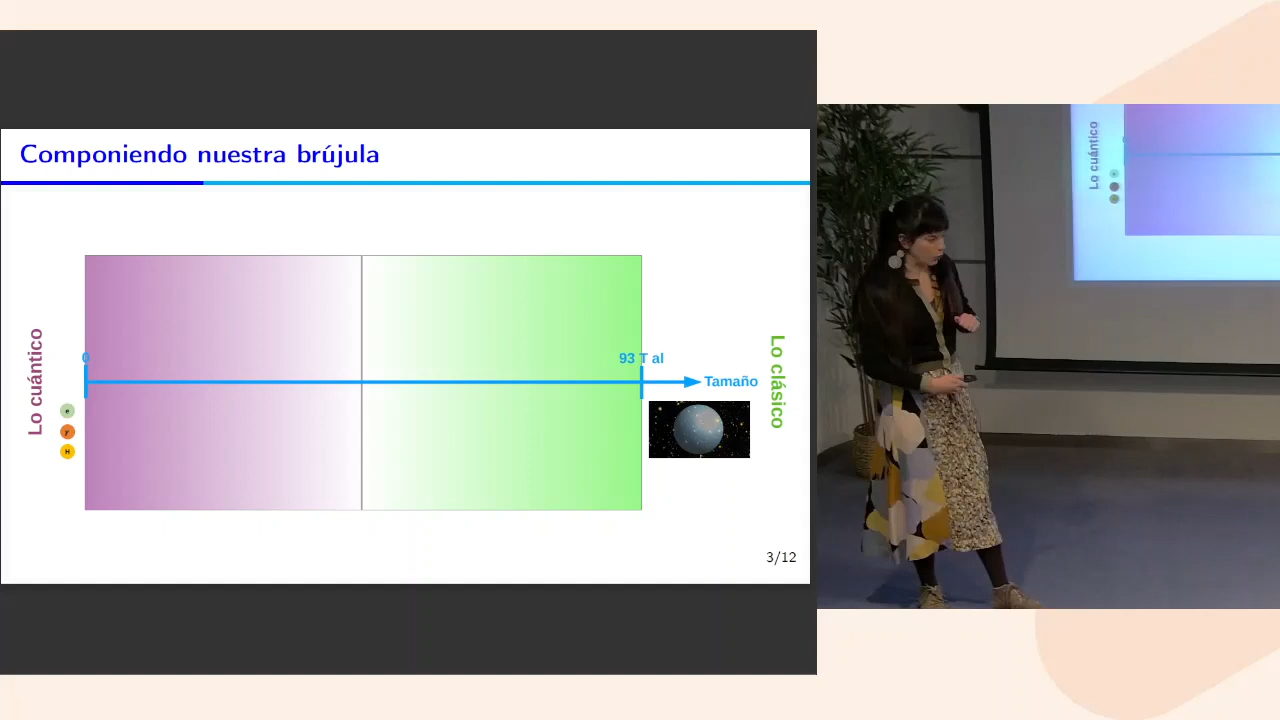 Componiendo nuestra brújula
Lo cuántico
0
93 T al
Tamaño
Lo clásico
e
H
3/12
Lo cuántico